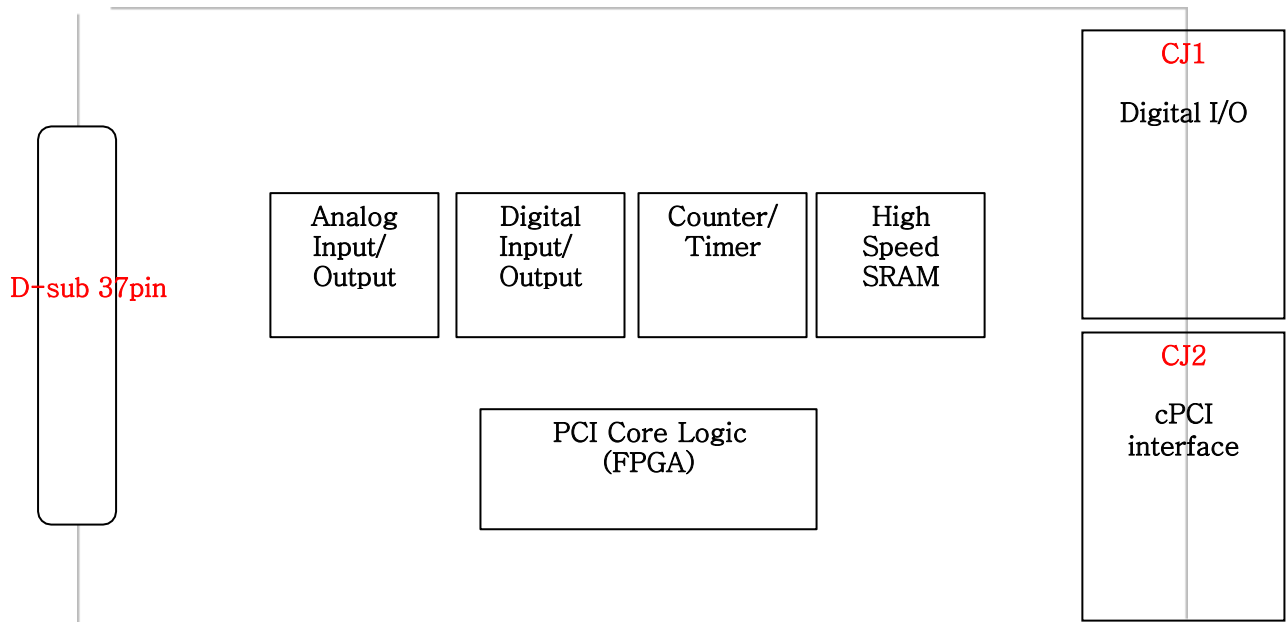 CJ1
Digital I/O
Analog
Input/
Output
Digital
Input/
Output
Counter/
Timer
High
Speed
SRAM
D-sub 37pin
CJ2
cPCI
interface
PCI Core Logic
(FPGA)